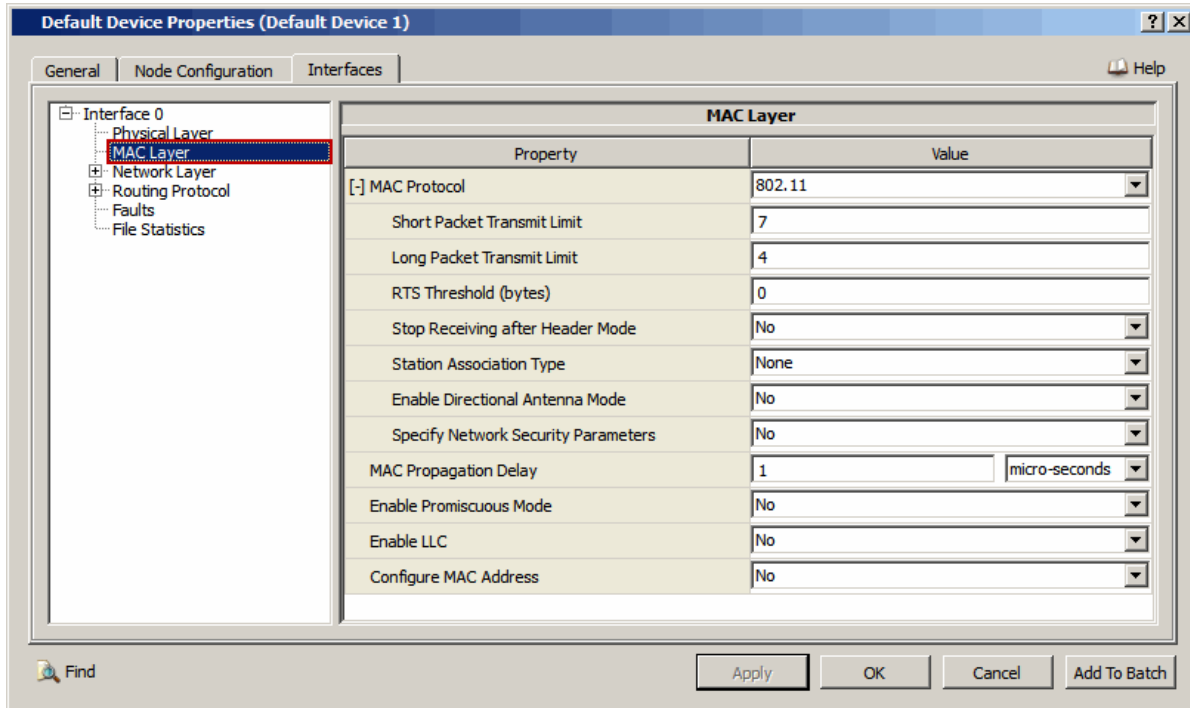 Default Device Properties (Default Device 1)
General
Node Configuration
Interfaces
Help
Interface 0
Physical Layer
MAC Layer
Network Layer
Routing Protocol
Faults
File Statistics
MAC Layer
Property Value
[-] MAC Protocol 802.11
Short Packet Transmit Limit 7
Long Packet Transmit Limit 4
RTS Threshold (bytes) 0
Stop Receiving after Header Mode No
Station Association Type None
Enable Directional Antenna Mode No
Specify Network Security Parameters No
MAC Propagation Delay 1 micro-seconds
Enable Promiscuous Mode No
Enable LLC No
Configure MAC Address No
Find
Apply
OK
Cancel
Add To Batch